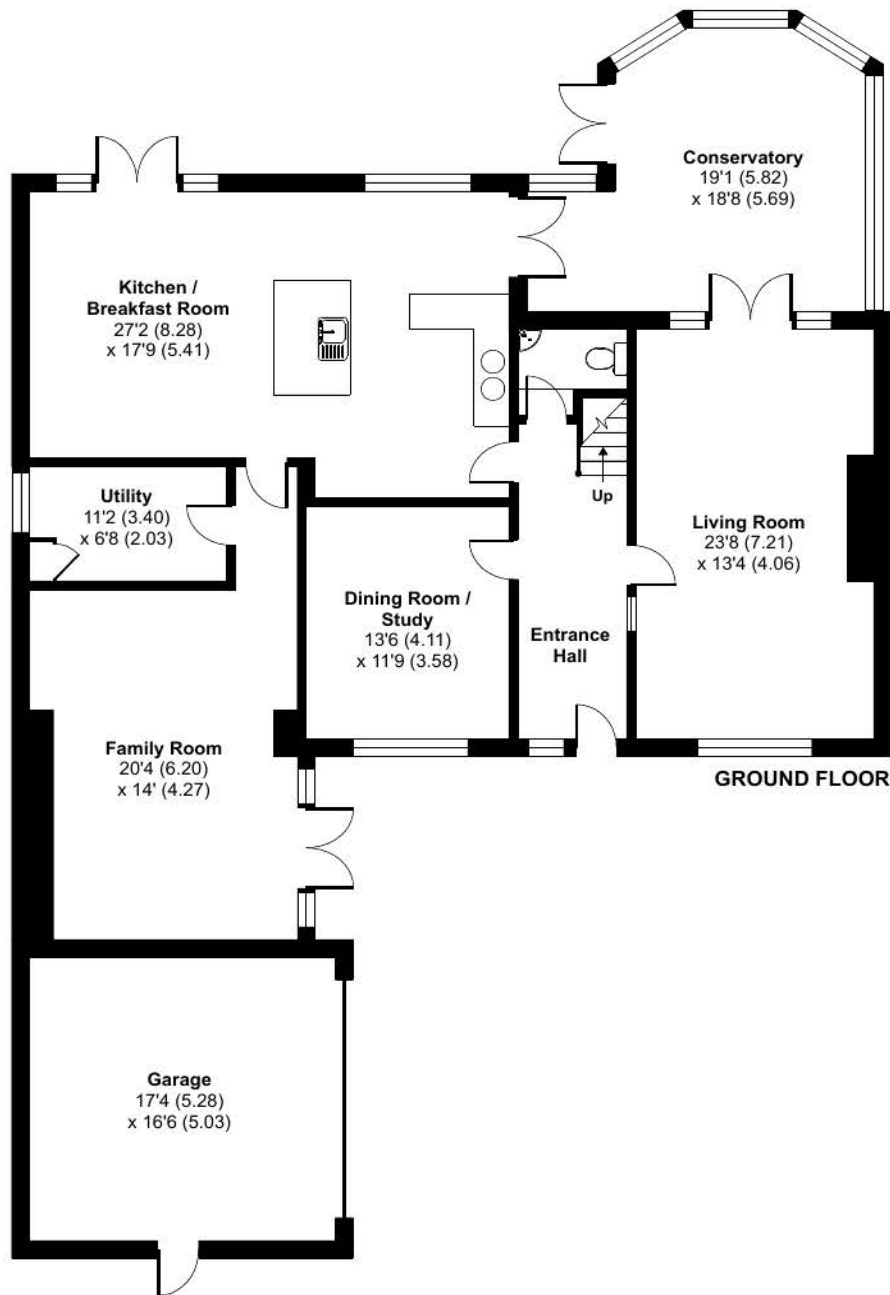 Conservatory
19'1 (5.82)
x 18'8 (5.69)
Kitchen /
Breakfast Room
27'2 (8.28)
x 17'9 (5.41)
Utility
11'2 (3.40)
x 6'8 (2.03)
Up
Living Room
23'8 (7.21)
x 13'4 (4.06)
Dining Room /
Study
13'6 (4.11)
x 11'9 (3.58)
Entrance
Hall
Family Room
20'4 (6.20)
x 14' (4.27)
GROUND FLOOR
Garage
17'4 (5.28)
x 16'6 (5.03)